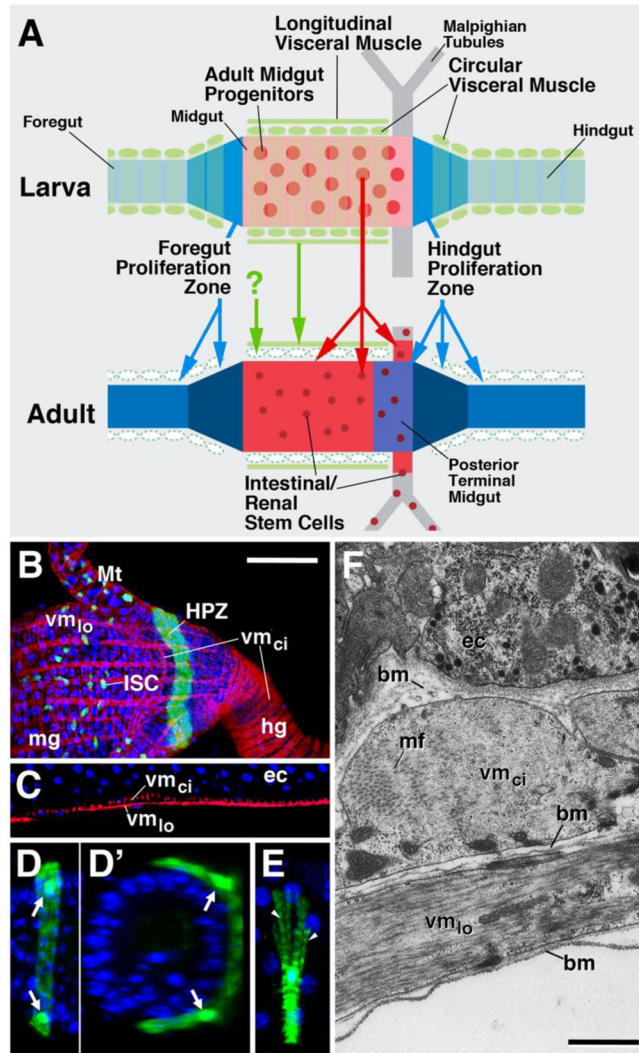 A
Longitudinal
Visceral Muscle
Malpighian
Tubules
Adult Midgut
Progenitors
Circular
Visceral Muscle
Foregut
Midgut
Hindgut
Larva
Foregut
Proliferation
Zone
Hindgut
Proliferation
Zone
?
Adult
Intestinal/
Renal
Stem Cells
Posterior
Terminal
Midgut
B
Mt
HPZ
vmlo
vmci
ISC
mg
hg
C
vmci
ec
vmlo
D
D'
E
F
ec
bm
mf
vmci
bm
vmlo
bm